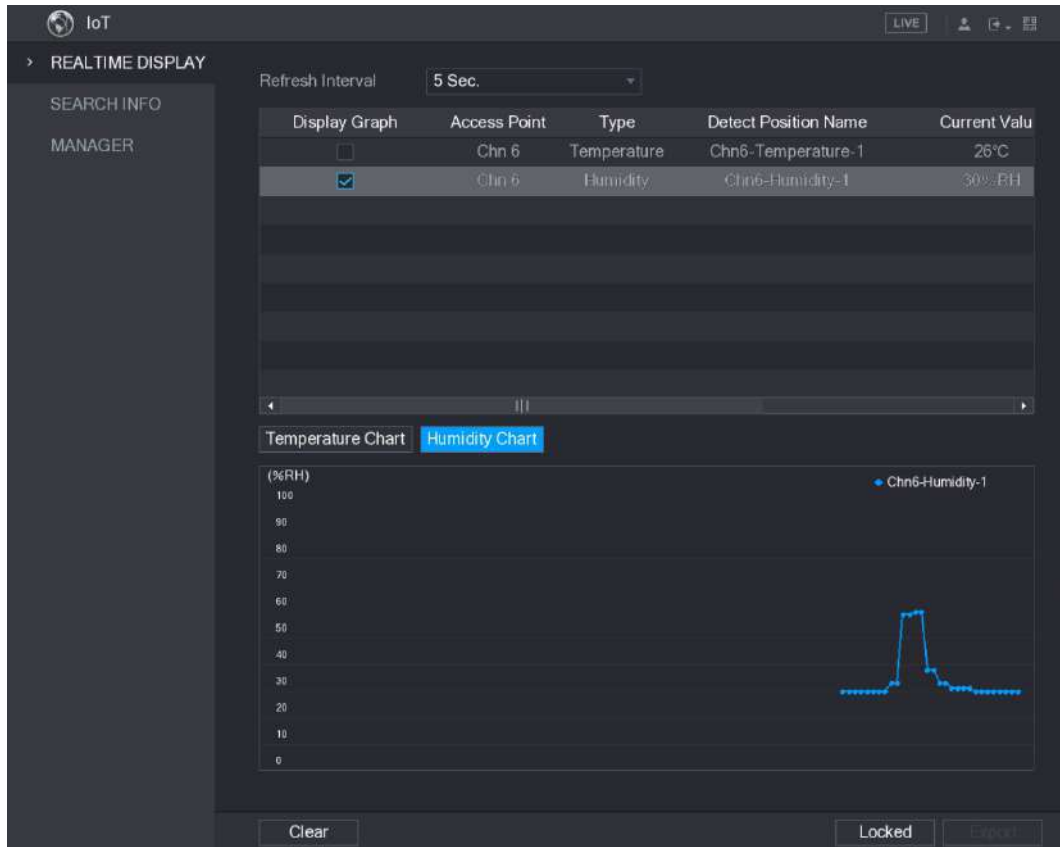 IoT
LIVE
REALTIME DISPLAY
SEARCH INFO
MANAGER
Refresh Interval 5 Sec.
Display Graph Access Point Type Detect Position Name Current Valu
Chn 6 Temperature Chn6-Temperature-1 26°C
Chn 6 Humidity Chn6-Humidity-1 30%RH
Temperature Chart Humidity Chart
(%RH)
Chn6-Humidity-1
100
90
80
70
60
50
40
30
20
10
0
Clear Locked Export